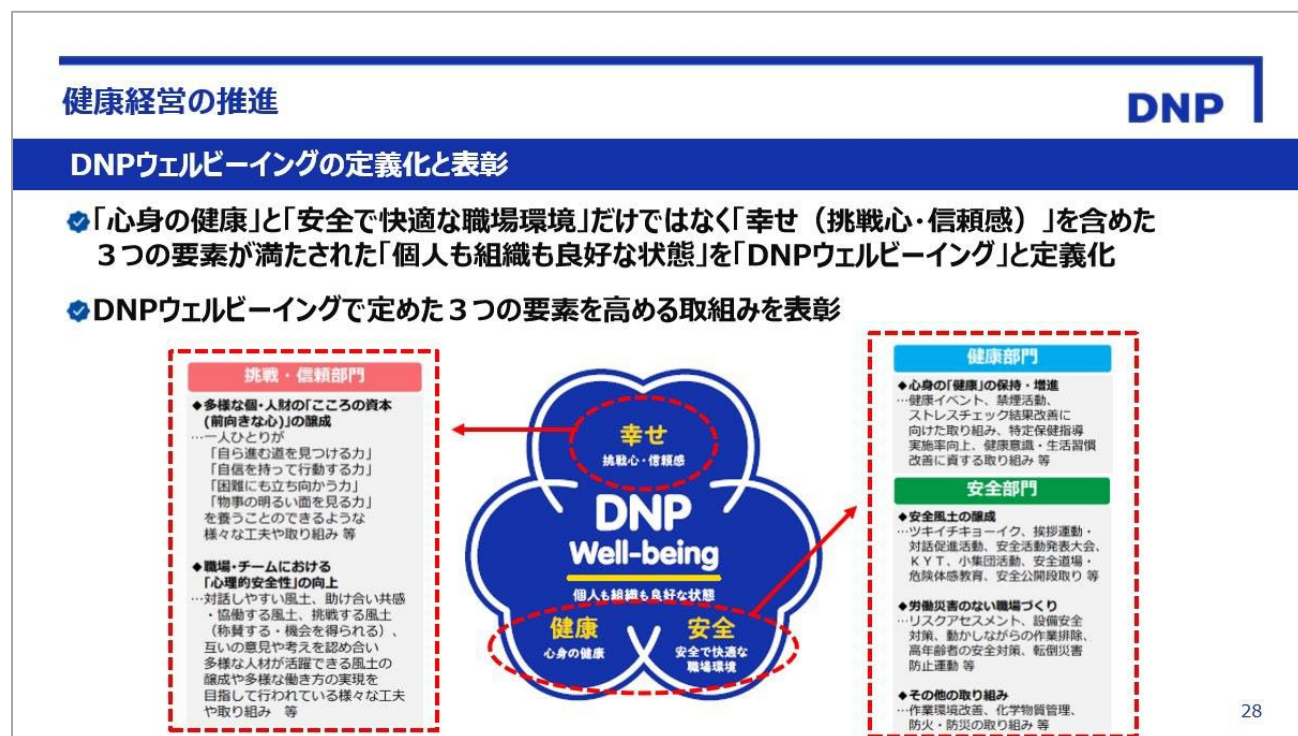 健康経営の推進
DNP
DNPウェルビーイングの定義化と表彰
「心身の健康」と「安全で快適な職場環境」だけではなく「幸せ（挑戦心・信頼感）」を含めた
３つの要素が満たされた「個人も組織も良好な状態」を「DNPウェルビーイング」と定義化
DNPウェルビーイングで定めた３つの要素を高める取組みを表彰
挑戦・信頼部門
◆多様な個・人財の「こころの資本
(前向きな心)」の醸成
…一人ひとりが
「自ら進む道を見つける力」
「自信を持って行動する力」
「困難にも立ち向かう力」
「物事の明るい面を見る力」
を養うことのできるような
様々な工夫や取り組み 等
◆職場・チームにおける
「心理的安全性」の向上
…対話しやすい風土、助け合い共感
・協働する風土、挑戦する風土
（称賛する・機会を得られる）、
互いの意見や考えを認め合い
多様な人材が活躍できる風土の
醸成や多様な働き方の実現を
目指して行われている様々な工夫
や取り組み 等
幸せ
挑戦心・信頼感
DNP
Well-being
個人も組織も良好な状態
健康
心身の健康
安全
安全で快適な
職場環境
健康部門
◆心身の「健康」の保持・増進
…健康イベント、禁煙活動、
ストレスチェック結果改善に
向けた取り組み、特定保健指導
実施率向上、健康意識・生活習慣
改善に資する取り組み 等
安全部門
◆安全風土の醸成
…ツキイチキョーイク、挨拶運動・
対話促進活動、安全活動発表大会、
ＫＹＴ、小集団活動、安全道場・
危険体感教育、安全公開段取り 等
◆労働災害のない職場づくり
…リスクアセスメント、設備安全
対策、動かしながらの作業排除、
高年齢者の安全対策、転倒災害
防止運動 等
◆その他の取り組み
…作業環境改善、化学物質管理、
防火・防災の取り組み 等
28